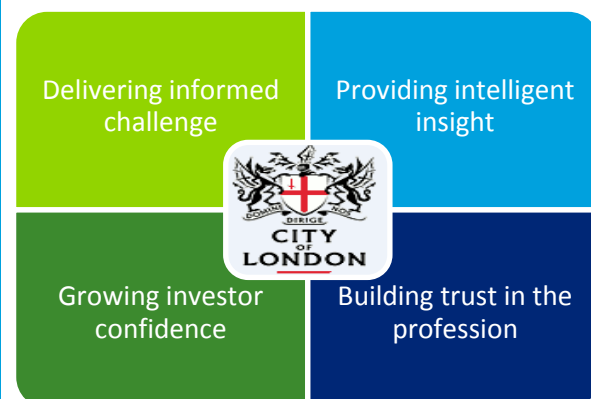 Delivering informed
challenge
Providing intelligent
insight
DOMINE DIRIGE NOS
CITY
OF
LONDON
Growing investor
confidence
Building trust in the
profession